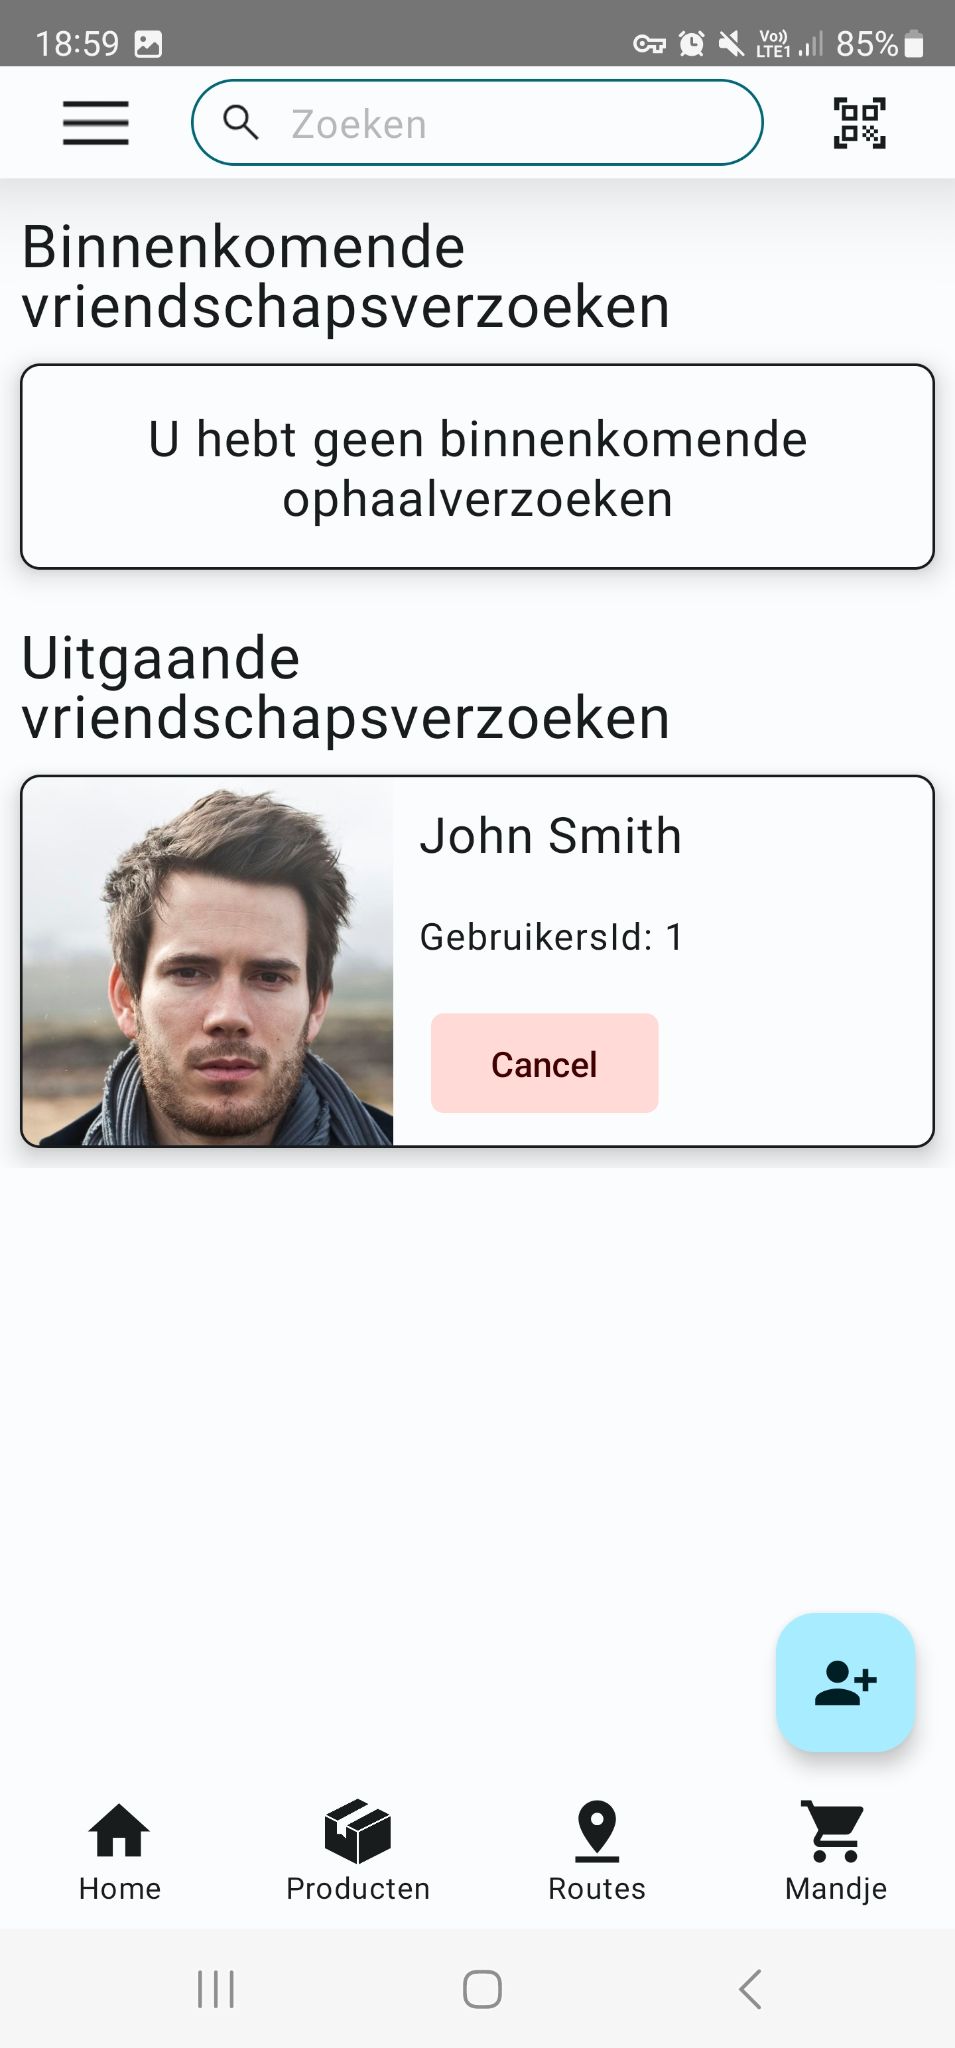 18:59
Vo)) LTE1 85%
Zoeken
Binnenkomende
vriendschapsverzoeken
U hebt geen binnenkomende
ophaalverzoeken
Uitgaande
vriendschapsverzoeken
John Smith
GebruikersId: 1
Cancel
Home Producten Routes Mandje